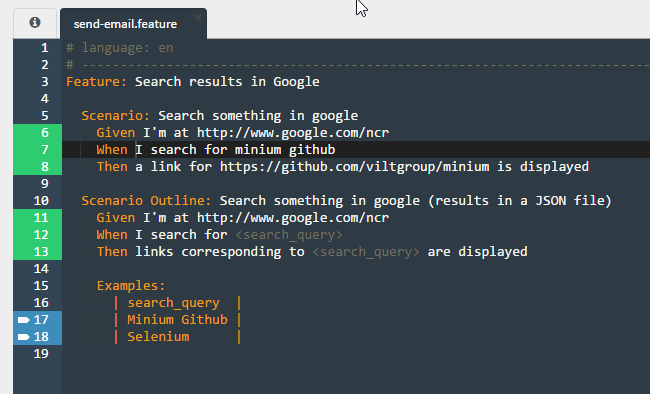 send-email.feature ×
1 # language: en
2 # --------------------------------------------------------------------------
3 Feature: Search results in Google
4
5 Scenario: Search something in google
6 Given I'm at http://www.google.com/ncr
7 When I search for minium github
8 Then a link for https://github.com/viltgroup/minium is displayed
9
10 Scenario Outline: Search something in google (results in a JSON file)
11 Given I'm at http://www.google.com/ncr
12 When I search for <search_query>
13 Then links corresponding to <search_query> are displayed
14
15 Examples:
16 | search_query |
17 | Minium Github |
18 | Selenium |
19